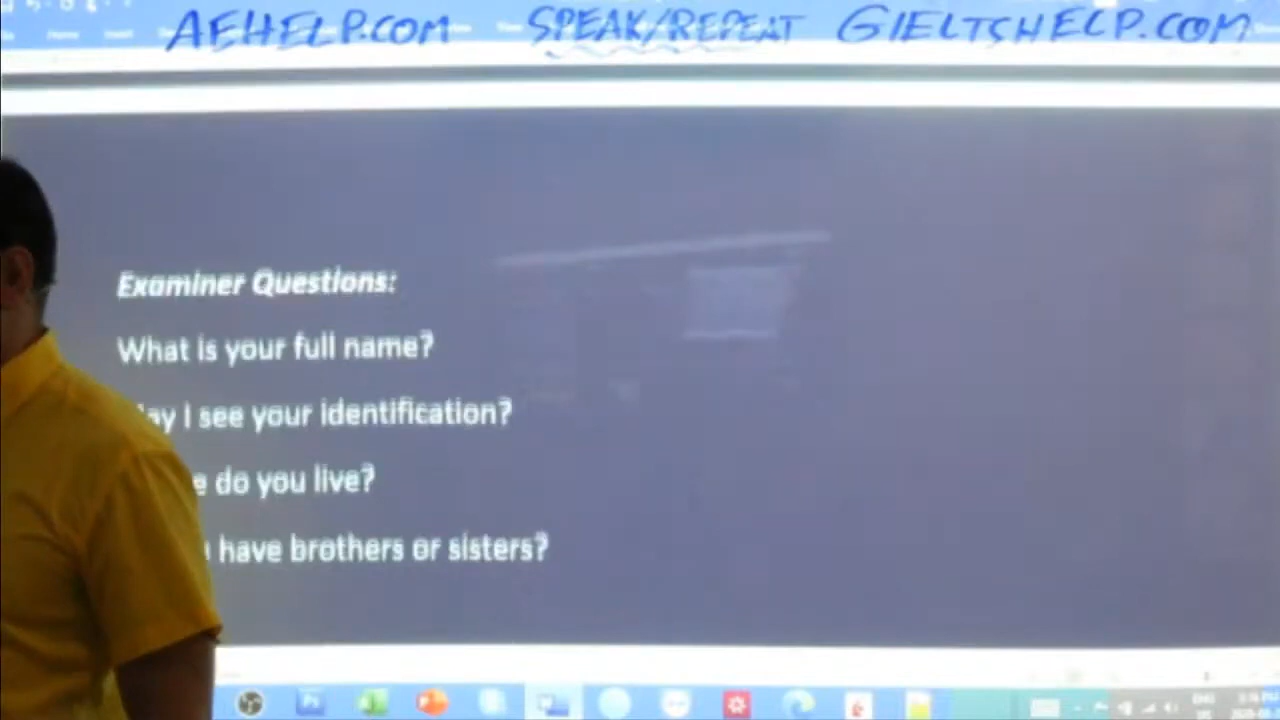 AEHELP.COM SPEAK/REPEAT GIELTSHELP.COM
Examiner Questions:
What is your full name?
ay I see your identification?
e do you live?
have brothers or sisters?